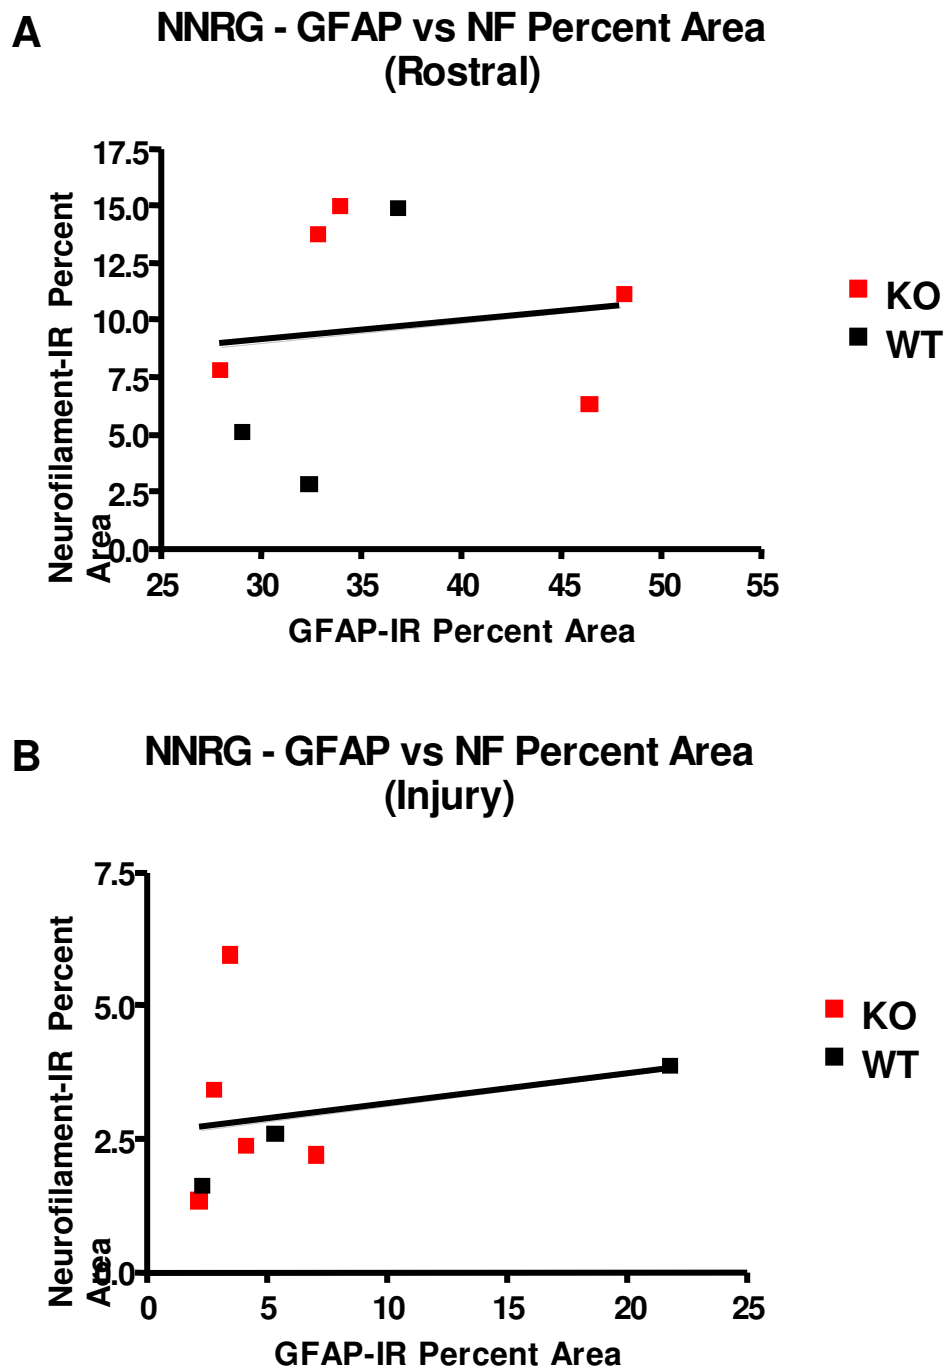 A
NNRG - GFAP vs NF Percent Area
(Rostral)
Neurofilament-IR Percent
Area
17.5
15.0
12.5
10.0
7.5
5.0
2.5
0.0
25 30 35 40 45 50 55
GFAP-IR Percent Area
KO
WT
B
NNRG - GFAP vs NF Percent Area
(Injury)
Neurofilament-IR Percent
Area
7.5
5.0
2.5
0.0
0 5 10 15 20 25
GFAP-IR Percent Area
KO
WT